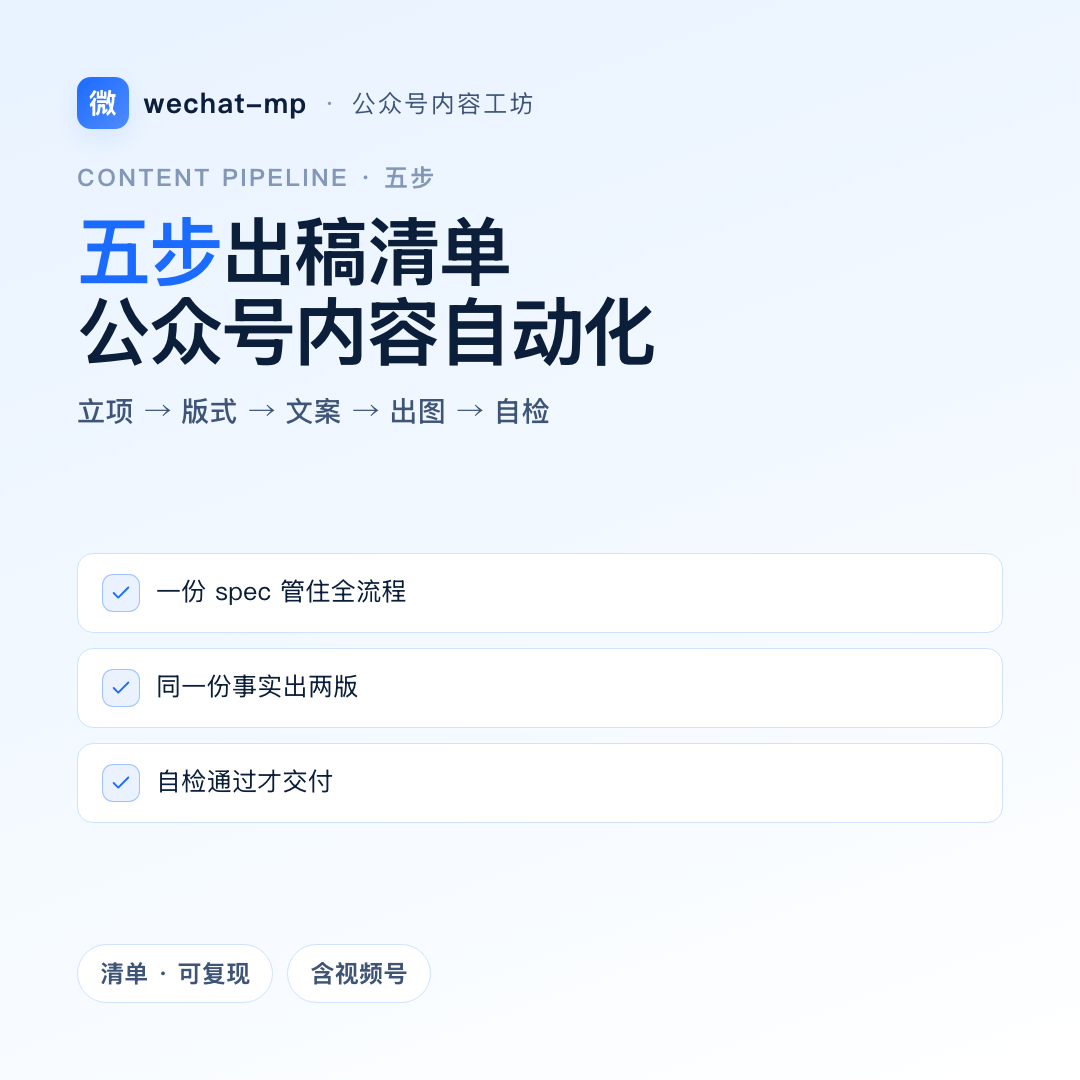 微 wechat-mp · 公众号内容工坊
CONTENT PIPELINE · 五步
五步出稿清单
公众号内容自动化
立项 → 版式 → 文案 → 出图 → 自检
一份 spec 管住全流程
同一份事实出两版
自检通过才交付
清单 · 可复现
含视频号